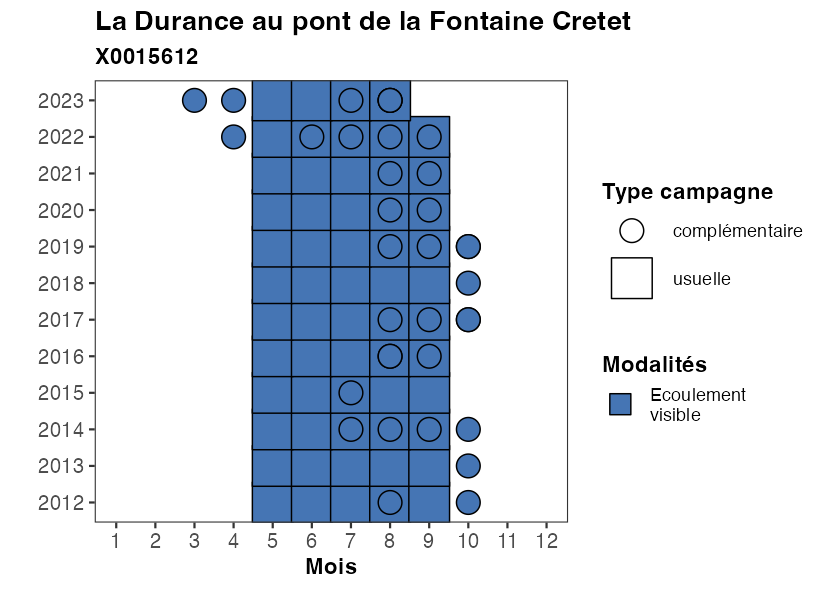 La Durance au pont de la Fontaine Cretet
X0015612
2023
2022
2021
2020
2019
2018
2017
2016
2015
2014
2013
2012
1 2 3 4 5 6 7 8 9 10 11 12
Mois
Type campagne
complémentaire
usuelle
Modalités
Ecoulement
visible